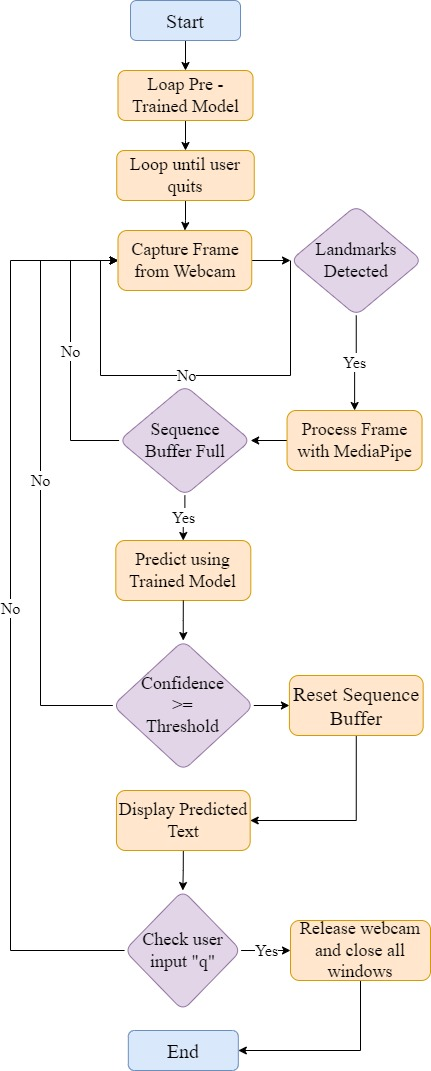 Start
Loap Pre -
Trained Model
Loop until user
quits
Capture Frame
from Webcam
Landmarks
Detected
No
Yes
No
Sequence
Buffer Full
Process Frame
with MediaPipe
No
Yes
Predict using
Trained Model
No
Confidence
>=
Threshold
Reset Sequence
Buffer
Display Predicted
Text
Check user
input "q"
Yes
Release webcam
and close all
windows
End